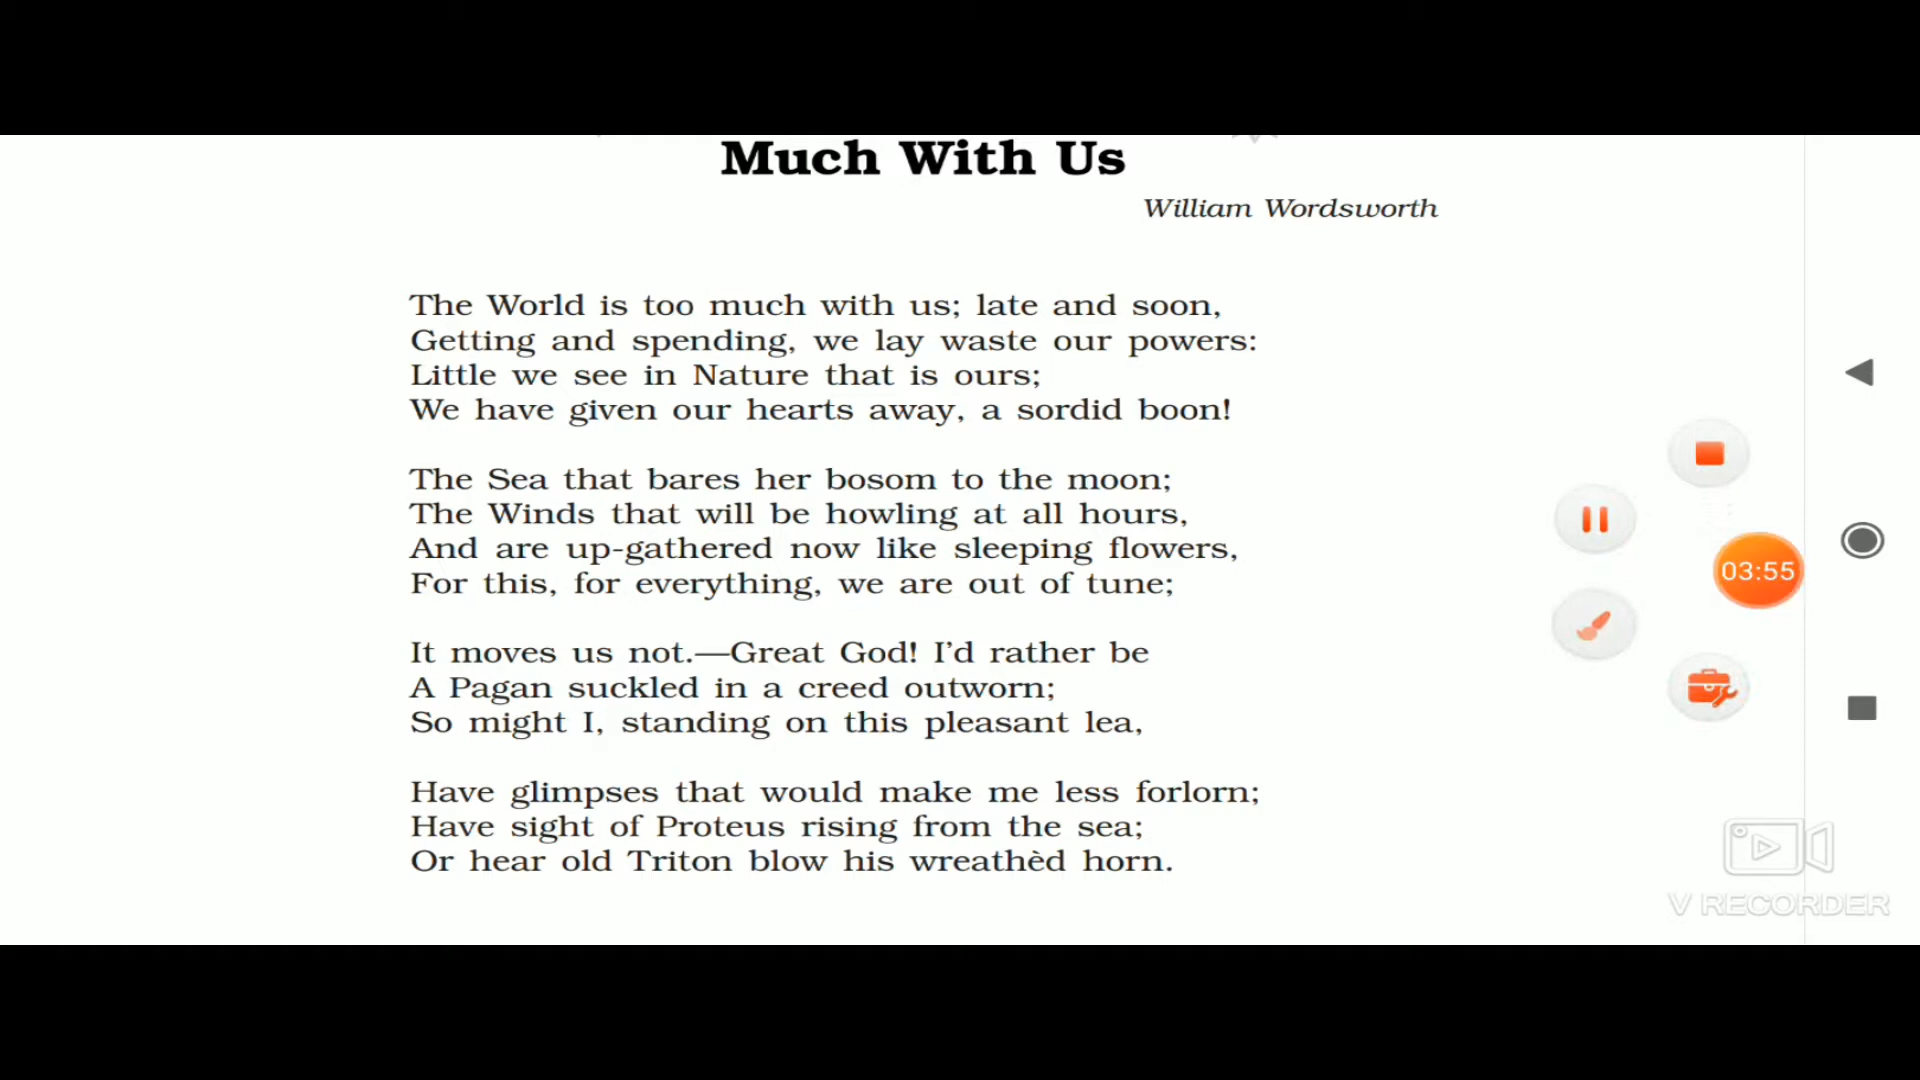 Much With Us
William Wordsworth
The World is too much with us; late and soon,
Getting and spending, we lay waste our powers:
Little we see in Nature that is ours;
We have given our hearts away, a sordid boon!
The Sea that bares her bosom to the moon;
The Winds that will be howling at all hours,
And are up-gathered now like sleeping flowers,
For this, for everything, we are out of tune;
It moves us not.—Great God! I'd rather be
A Pagan suckled in a creed outworn;
So might I, standing on this pleasant lea,
Have glimpses that would make me less forlorn;
Have sight of Proteus rising from the sea;
Or hear old Triton blow his wreathèd horn.
03:55
V RECORDER